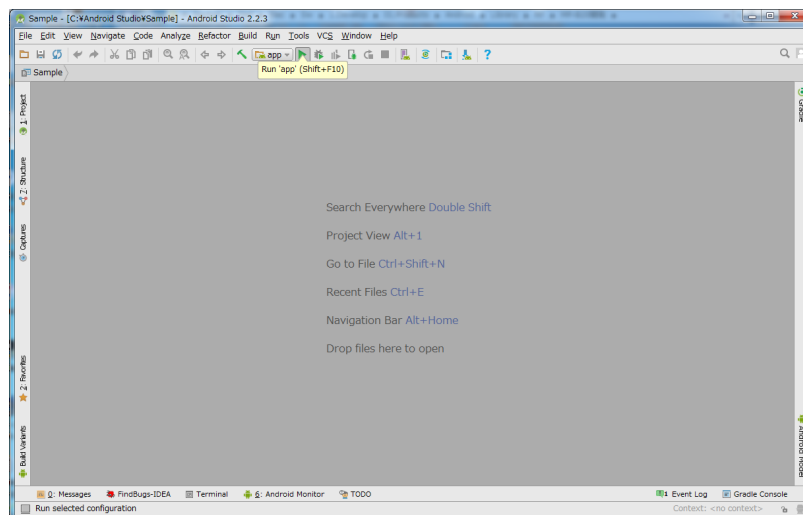 Sample - [C:¥Android Studio¥Sample] - Android Studio 2.2.3
File Edit View Navigate Code Analyze Refactor Build Run Tools VCS Window Help
app
Run 'app' (Shift+F10)
Sample
1: Project
Gradle
7: Structure
Captures
Search Everywhere Double Shift
Project View Alt+1
Go to File Ctrl+Shift+N
Recent Files Ctrl+E
Navigation Bar Alt+Home
Drop files here to open
2: Favorites
Build Variants
Android Model
0: Messages FindBugs-IDEA Terminal 6: Android Monitor TODO 1 Event Log Gradle Console
Run selected configuration Context: <no context>